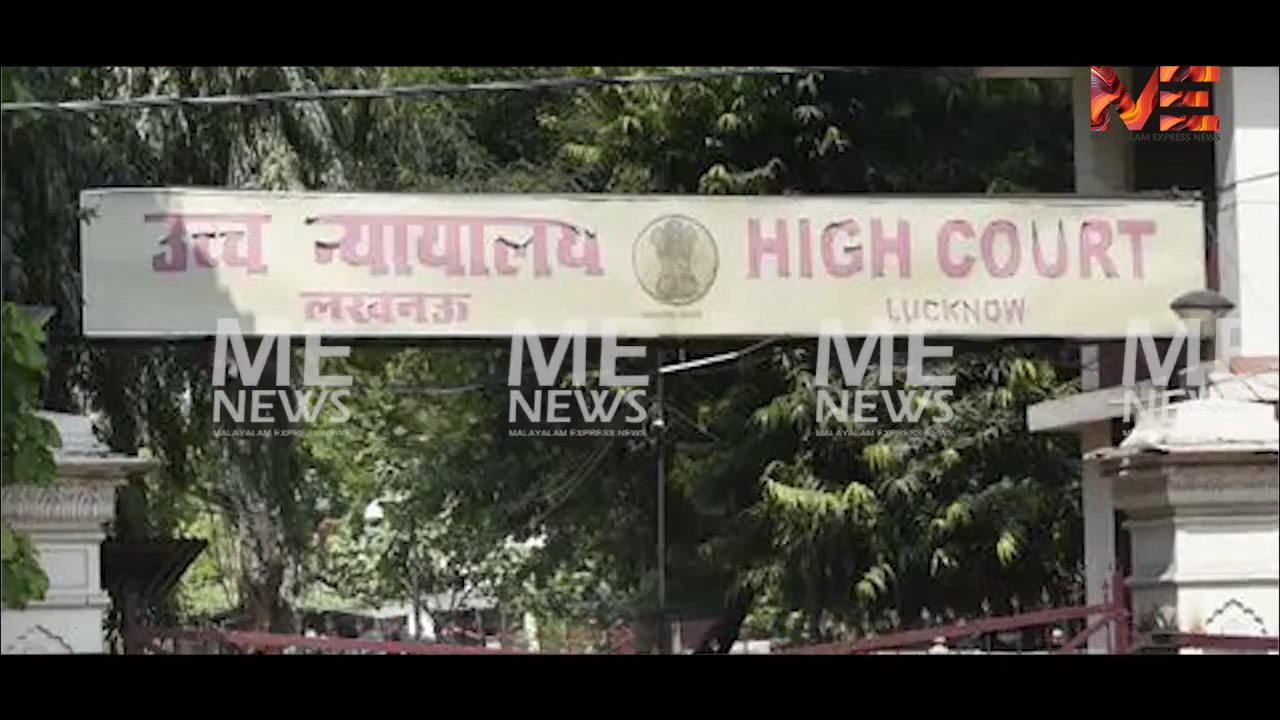 ME
MALAYALAM EXPRESS NEWS
उच्च न्यायालय
HIGH COURT
लखनऊ
LUCKNOW
ME ME ME ME
NEWS NEWS NEWS NEWS
MALAYALAM EXPRESS NEWS MALAYALAM EXPRESS NEWS MALAYALAM EXPRESS NEWS